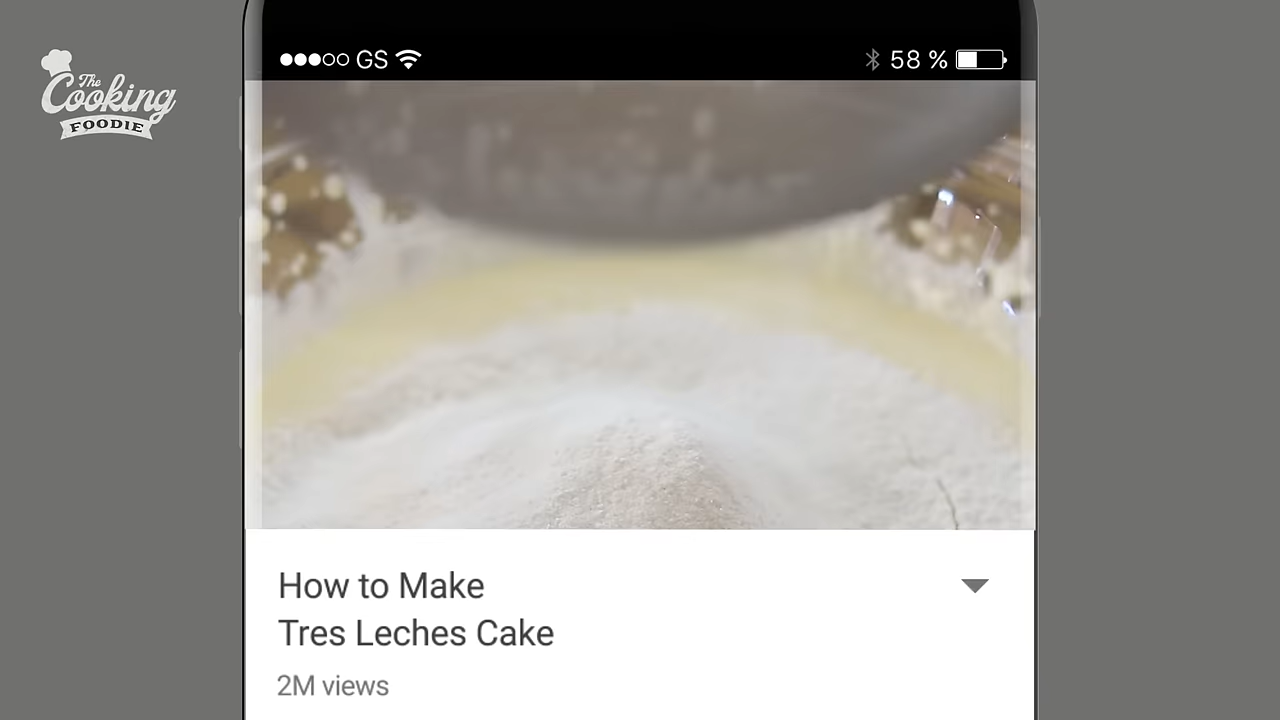 The
Cooking
FOODIE
GS
58 %
How to Make
Tres Leches Cake
2M views